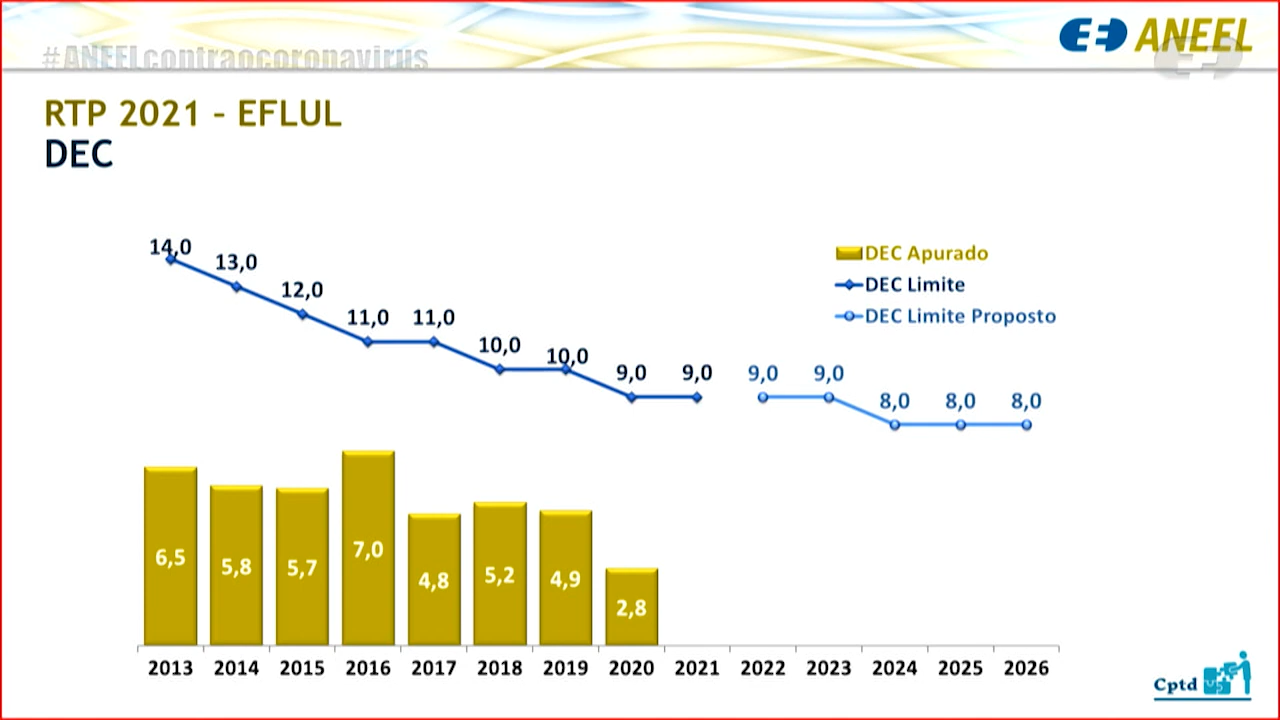 #ANEELcontraocoronavirus
ANEEL
RTP 2021 – EFLUL
DEC
DEC Apurado
DEC Limite
DEC Limite Proposto
14,0 13,0 12,0 11,0 11,0 10,0 10,0 9,0 9,0 9,0 9,0 8,0 8,0 8,0
6,5 5,8 5,7 7,0 4,8 5,2 4,9 2,8
2013 2014 2015 2016 2017 2018 2019 2020 2021 2022 2023 2024 2025 2026
Cptd